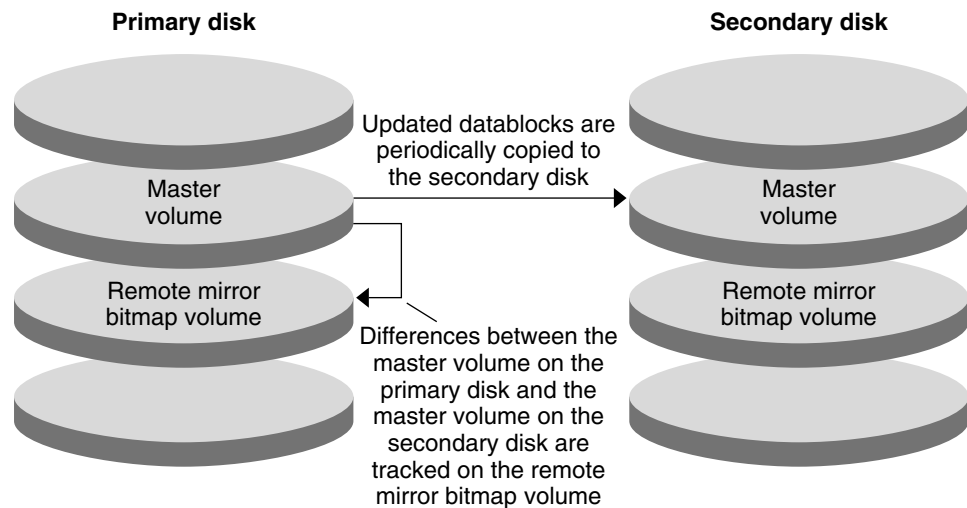 Primary disk
Secondary disk
Updated datablocks are
periodically copied to
the secondary disk
Master
volume
Master
volume
Remote mirror
bitmap volume
Remote mirror
bitmap volume
Differences between the
master volume on the
primary disk and the
master volume on the
secondary disk are
tracked on the remote
mirror bitmap volume